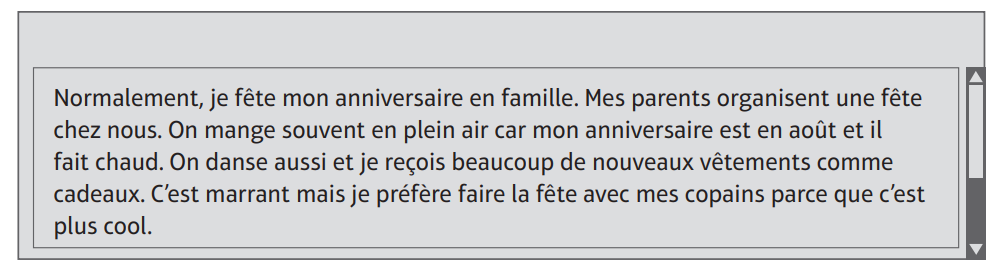 Normalement, je fête mon anniversaire en famille. Mes parents organisent une fête
chez nous. On mange souvent en plein air car mon anniversaire est en août et il
fait chaud. On danse aussi et je reçois beaucoup de nouveaux vêtements comme
cadeaux. C’est marrant mais je préfère faire la fête avec mes copains parce que c’est
plus cool.